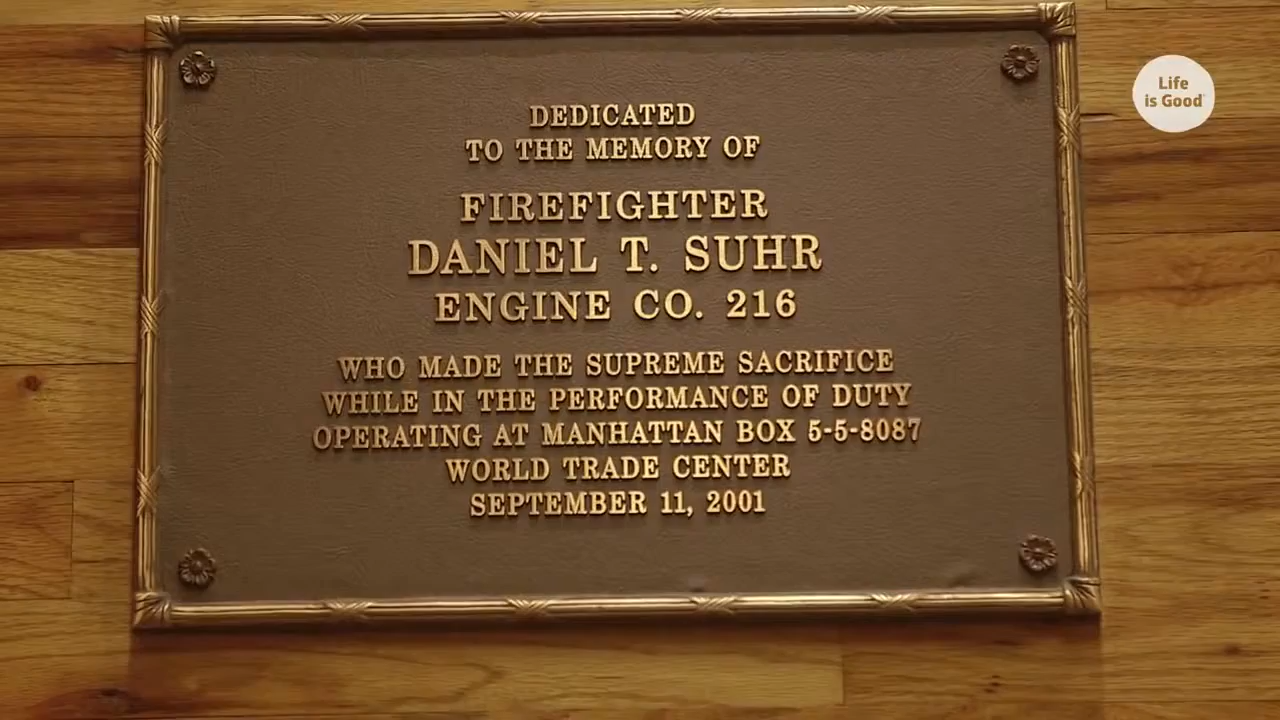 DEDICATED
TO THE MEMORY OF
FIREFIGHTER
DANIEL T. SUHR
ENGINE CO. 216
WHO MADE THE SUPREME SACRIFICE
WHILE IN THE PERFORMANCE OF DUTY
OPERATING AT MANHATTAN BOX 5-5-8087
WORLD TRADE CENTER
SEPTEMBER 11, 2001
Life
is Good